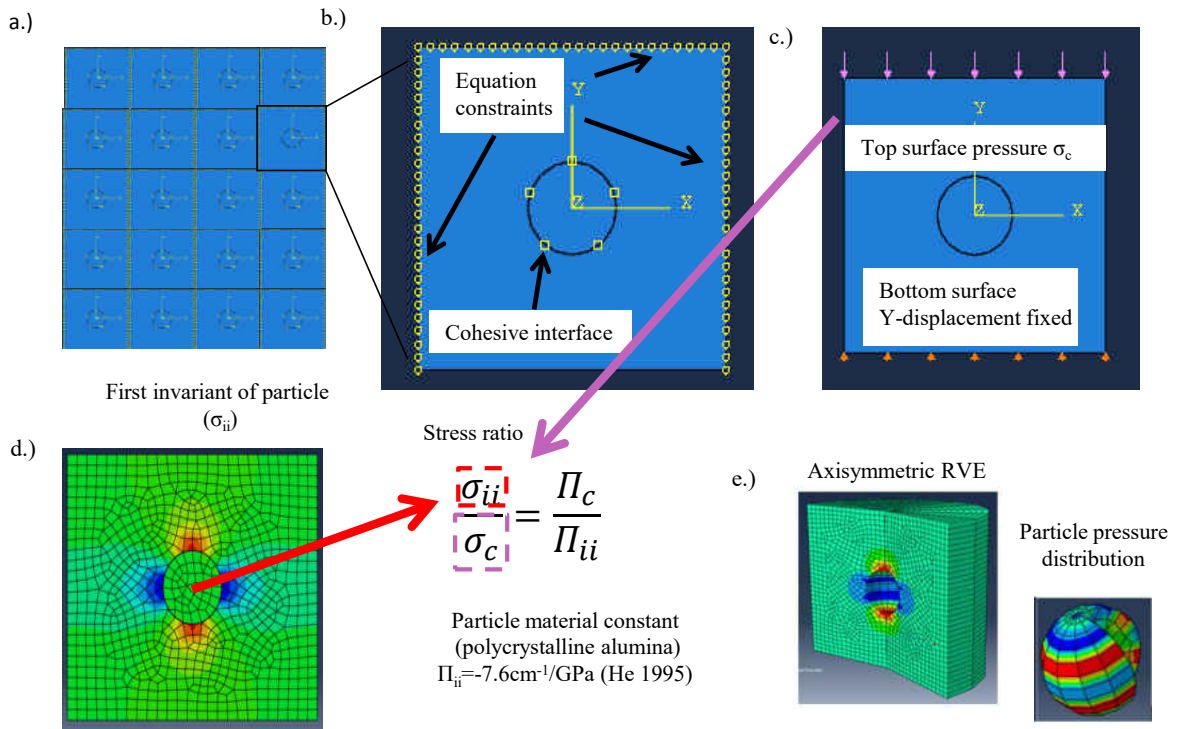 a.)
b.)
c.)
Equation
constraints
Y
X
Z
Cohesive interface
Top surface pressure σc
Y
X
Z
Bottom surface
Y-displacement fixed
First invariant of particle
(σii)
d.)
Stress ratio
σii/σc = Πc/Πii
Particle material constant
(polycrystalline alumina)
Πii=-7.6cm⁻¹/GPa (He 1995)
e.)
Axisymmetric RVE
Particle pressure
distribution